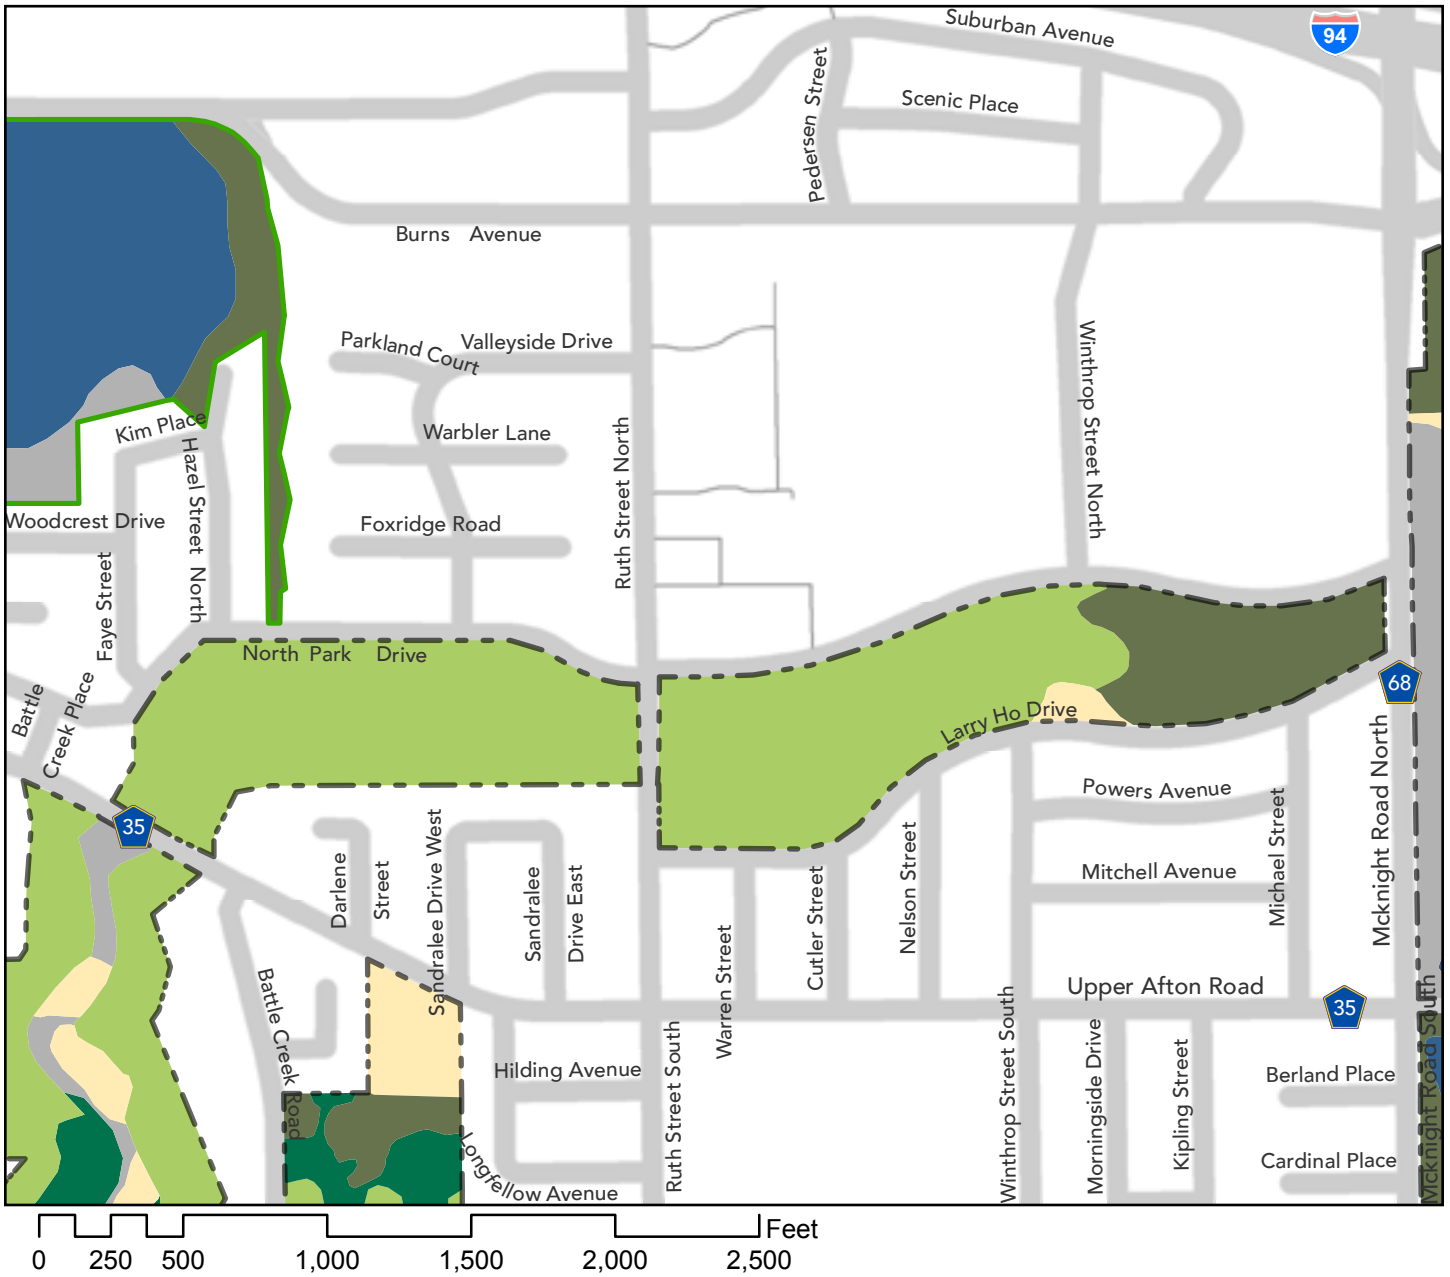 Suburban Avenue
94
Pedersen Street
Scenic Place
Burns Avenue
Parkland Court
Valleyside Drive
Winthrop Street North
Kim Place
Warbler Lane
Ruth Street North
Hazel Street North
Woodcrest Drive
Foxridge Road
Faye Street
North Park Drive
Battle
Creek Place
68
Larry Ho Drive
Mcknight Road North
Powers Avenue
Michael Street
35
Darlene
Street
Sandralee Drive West
Sandralee
Drive East
Nelson Street
Cutler Street
Mitchell Avenue
Warren Street
Battle Creek Road
Upper Afton Road
35
Winthrop Street South
Mcknight Road South
Hilding Avenue
Ruth Street South
Morningside Drive
Kipling Street
Berland Place
Longfellow Avenue
Cardinal Place
Feet
0 250 500 1,000 1,500 2,000 2,500